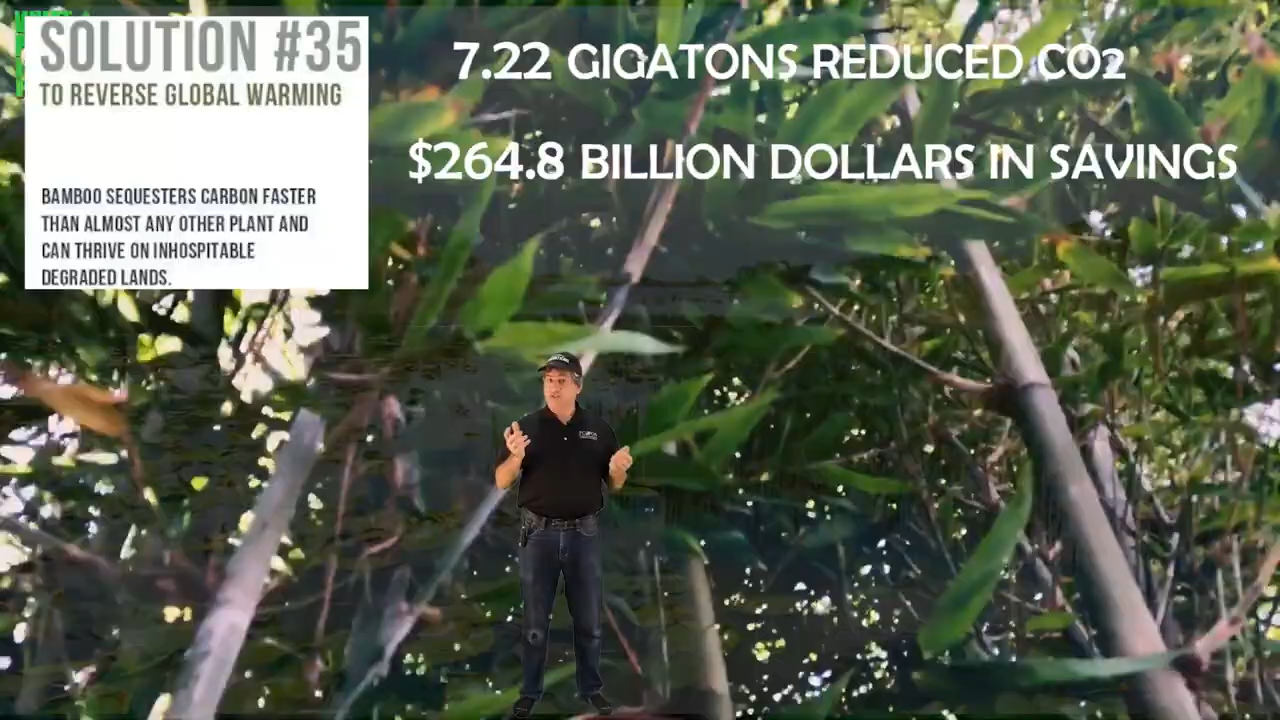 SOLUTION #35
TO REVERSE GLOBAL WARMING
BAMBOO SEQUESTERS CARBON FASTER
THAN ALMOST ANY OTHER PLANT AND
CAN THRIVE ON INHOSPITABLE
DEGRADED LANDS.
7.22 GIGATONS REDUCED CO2
$264.8 BILLION DOLLARS IN SAVINGS